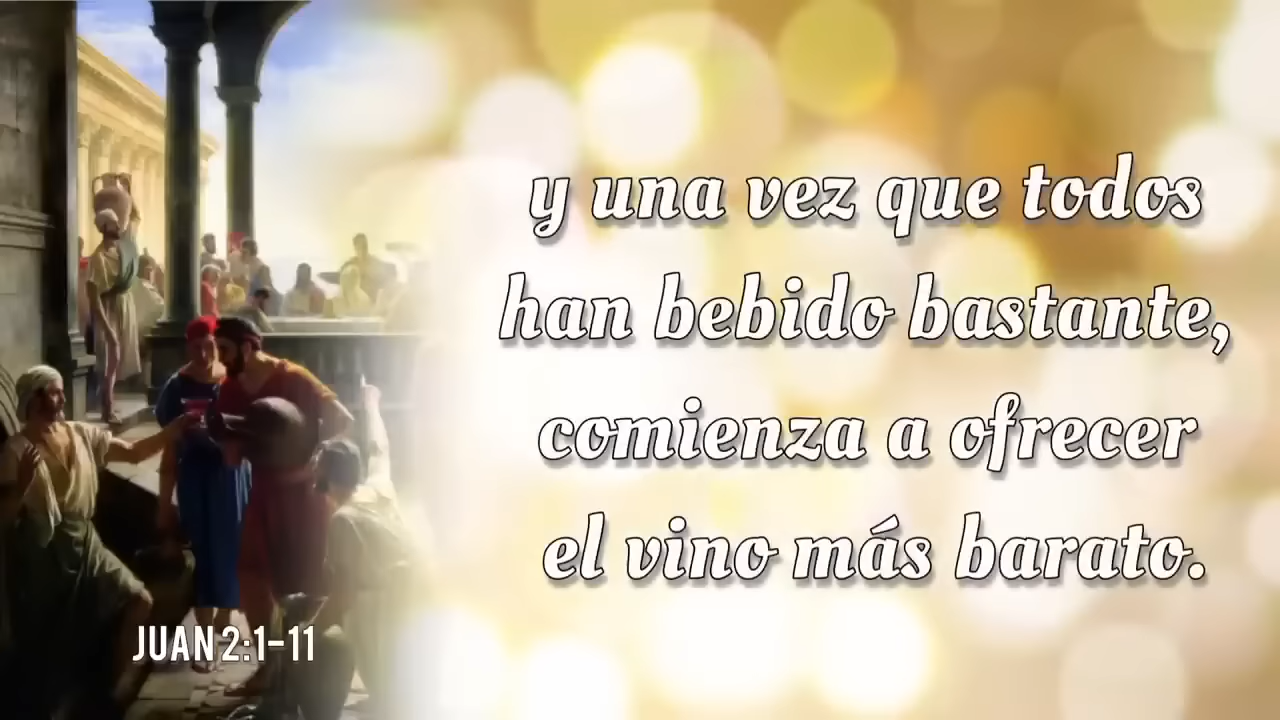 y una vez que todos
han bebido bastante,
comienza a ofrecer
el vino más barato.
JUAN 2:1-11